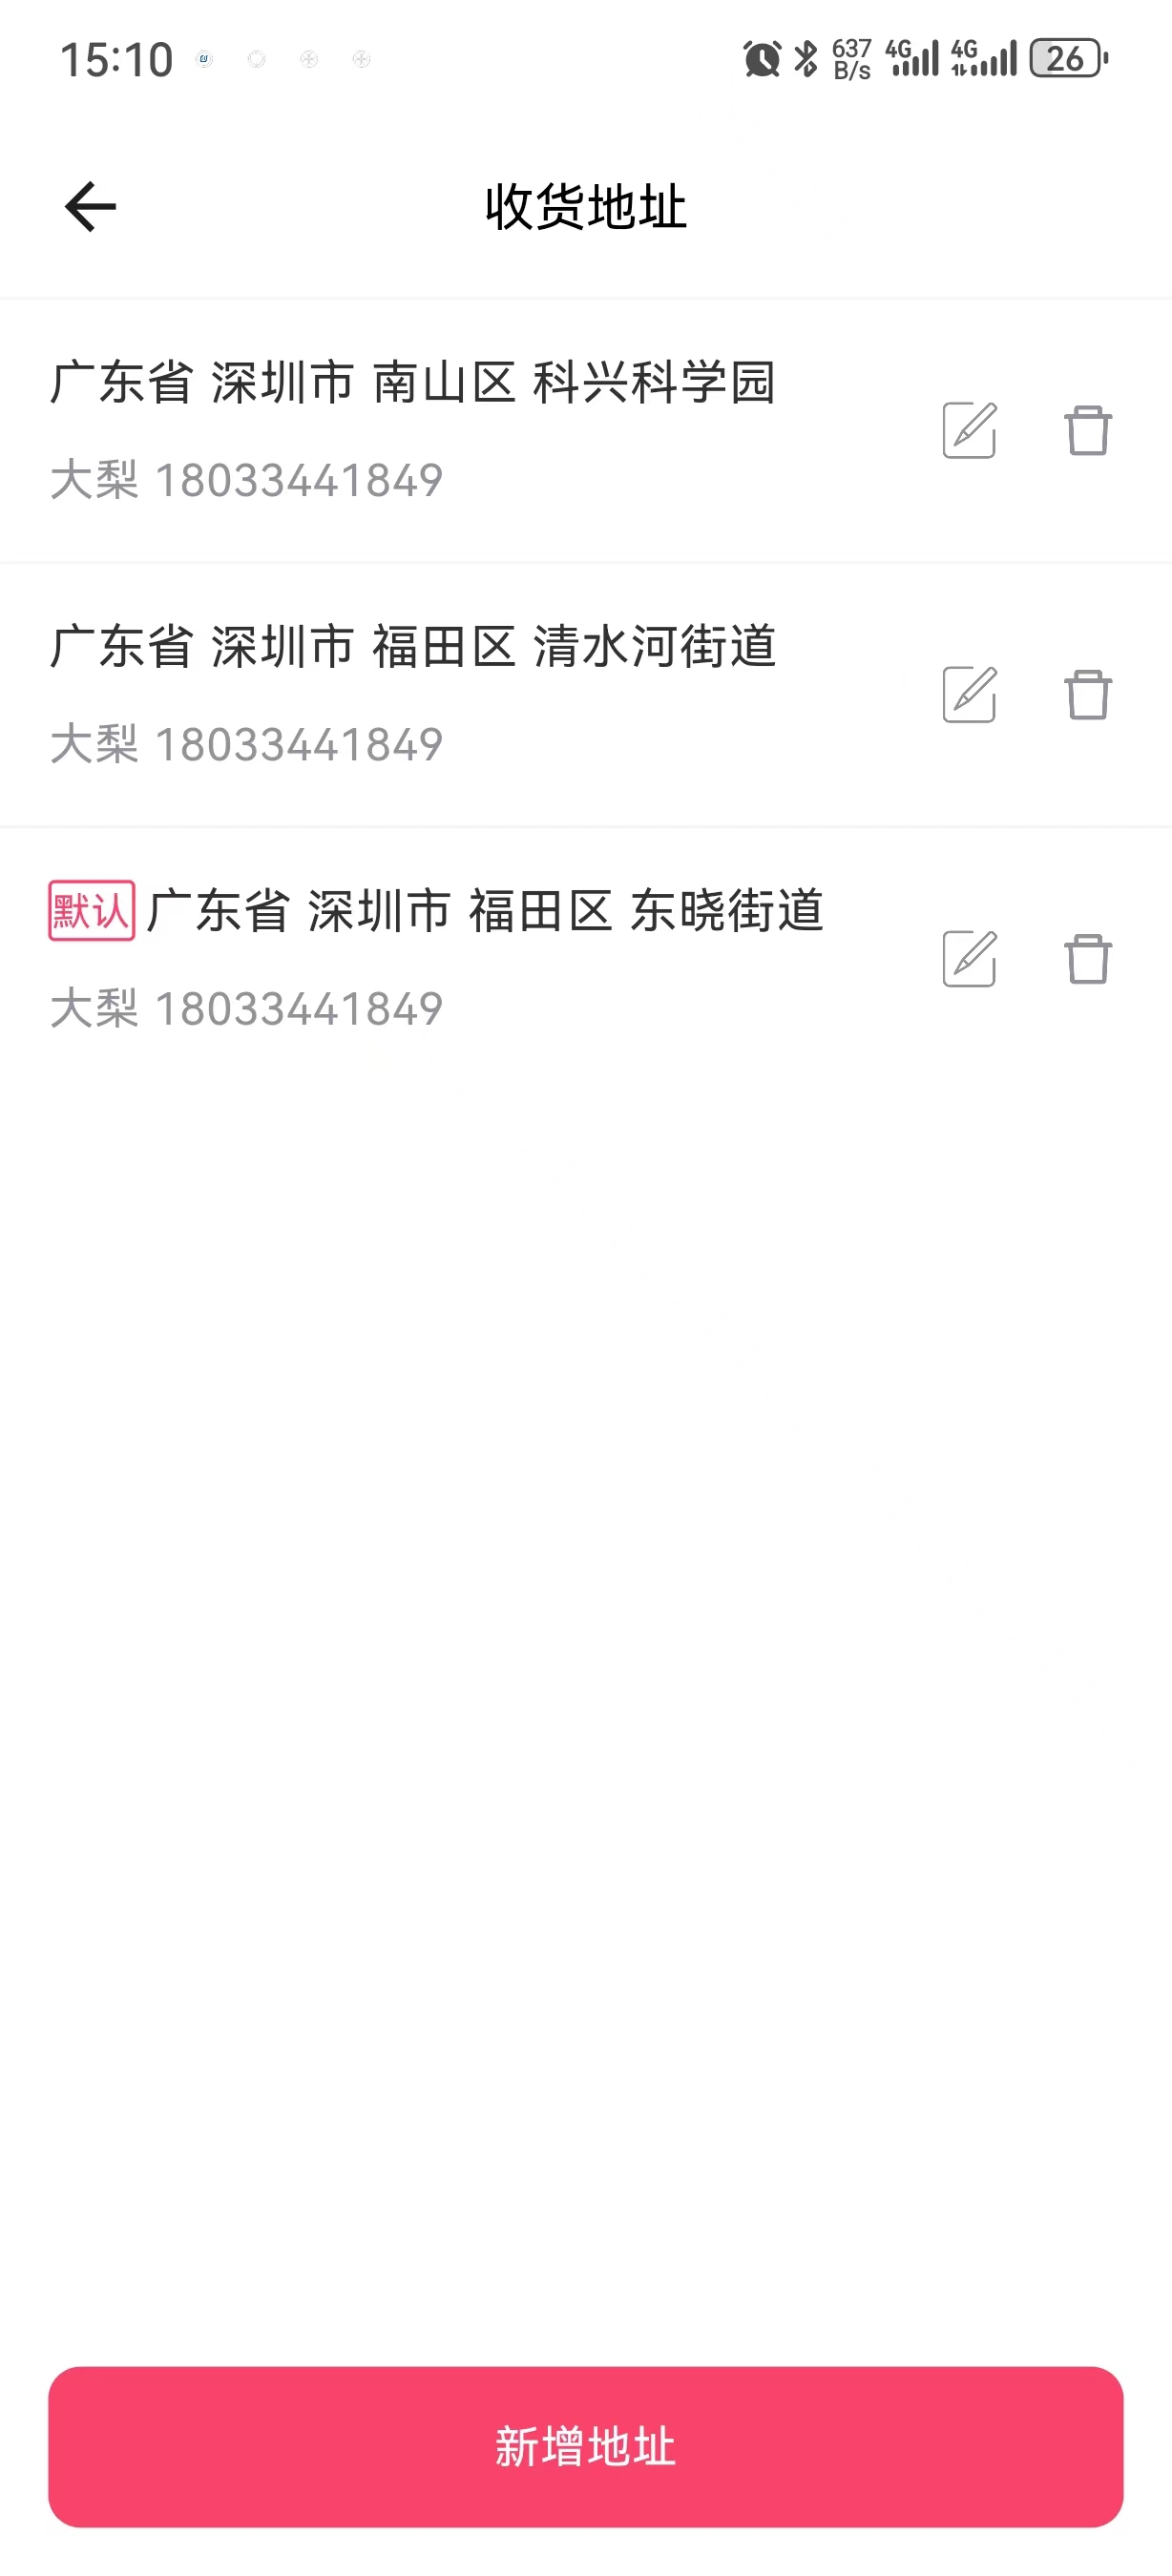 15:10 637 B/s 4G 4G 26
收货地址
广东省 深圳市 南山区 科兴科学园
大梨 18033441849
广东省 深圳市 福田区 清水河街道
大梨 18033441849
默认 广东省 深圳市 福田区 东晓街道
大梨 18033441849
新增地址